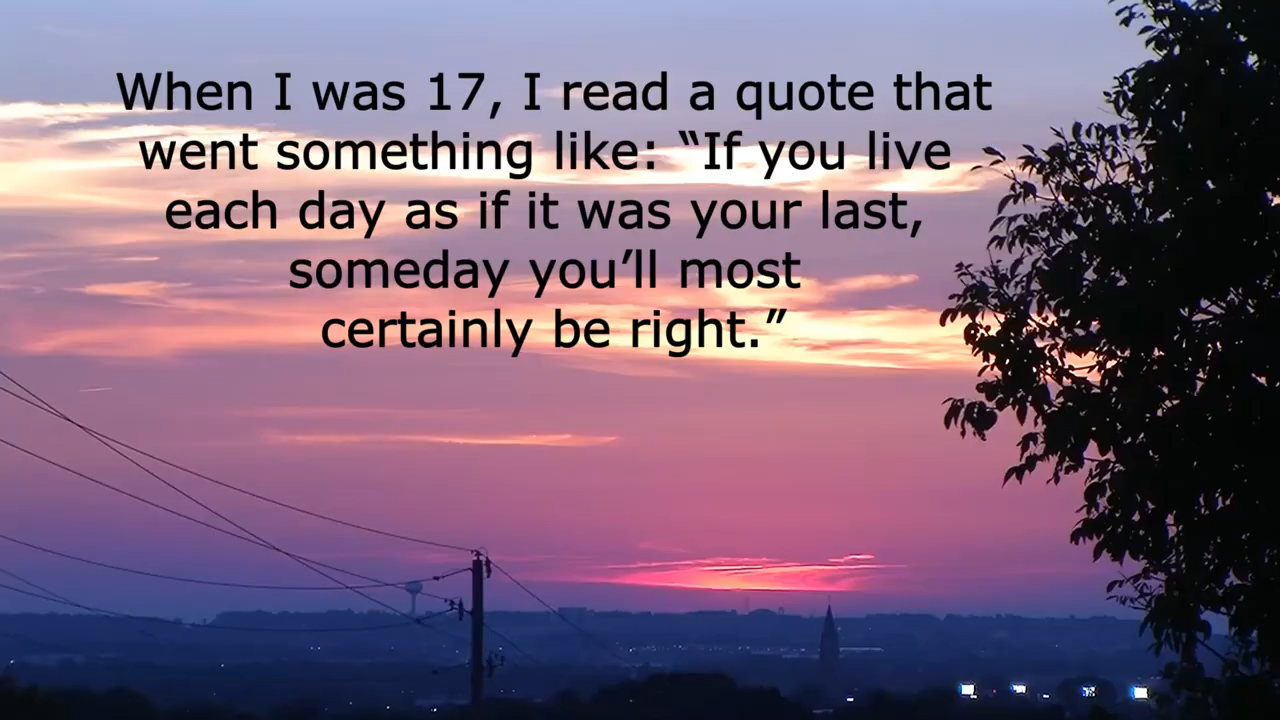 When I was 17, I read a quote that
went something like: “If you live
each day as if it was your last,
someday you’ll most
certainly be right.”